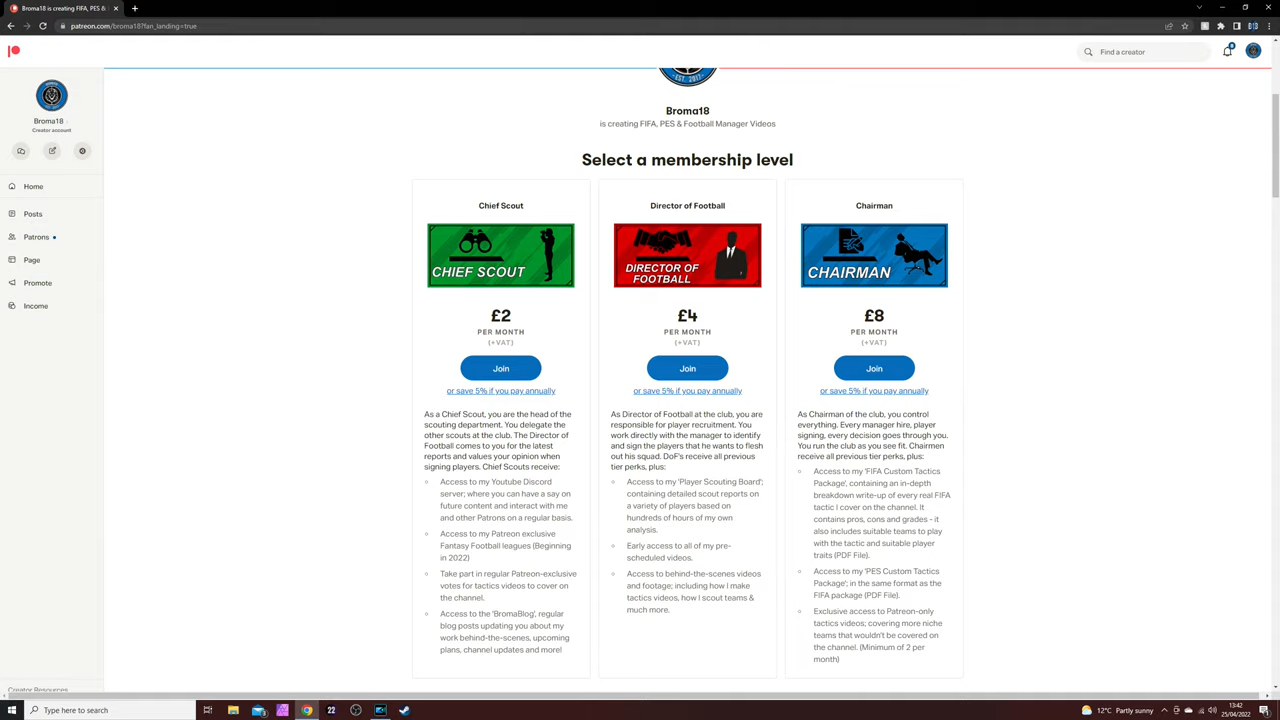 Broma18 is creating FIFA, PES &
patreon.com/broma18?fan_landing=true
Find a creator
EST 2017
Broma18
Creator account
Home
Posts
Patrons
Page
Promote
Income
Creator Resources
Broma18
is creating FIFA, PES & Football Manager Videos
Select a membership level
Chief Scout
CHIEF SCOUT
£2
PER MONTH
(+VAT)
Join
or save 5% if you pay annually
As a Chief Scout, you are the head of the
scouting department. You delegate the
other scouts at the club. The Director of
Football comes to you for the latest
reports and values your opinion when
signing players. Chief Scouts receive:
Access to my Youtube Discord
server; where you can have a say on
future content and interact with me
and other Patrons on a regular basis.
Access to my Patreon exclusive
Fantasy Football leagues (Beginning
in 2022)
Take part in regular Patreon-exclusive
votes for tactics videos to cover on
the channel.
Access to the 'BromaBlog', regular
blog posts updating you about my
work behind-the-scenes, upcoming
plans, channel updates and more!
Director of Football
DIRECTOR OF
FOOTBALL
£4
PER MONTH
(+VAT)
Join
or save 5% if you pay annually
As Director of Football at the club, you are
responsible for player recruitment. You
work directly with the manager to identify
and sign the players that he wants to flesh
out his squad. DoF's receive all previous
tier perks, plus:
Access to my 'Player Scouting Board';
containing detailed scout reports on
a variety of players based on
hundreds of hours of my own
analysis.
Early access to all of my pre-
scheduled videos.
Access to behind-the-scenes videos
and footage; including how I make
tactics videos, how I scout teams &
much more.
Chairman
CHAIRMAN
£8
PER MONTH
(+VAT)
Join
or save 5% if you pay annually
As Chairman of the club, you control
everything. Every manager hire, player
signing, every decision goes through you.
You run the club as you see fit. Chairmen
receive all previous tier perks, plus:
Access to my 'FIFA Custom Tactics
Package', containing an in-depth
breakdown write-up of every real FIFA
tactic I cover on the channel. It
contains pros, cons and grades - it
also includes suitable teams to play
with the tactic and suitable player
traits (PDF File).
Access to my 'PES Custom Tactics
Package'; in the same format as the
FIFA package (PDF File).
Exclusive access to Patreon-only
tactics videos; covering more niche
teams that wouldn't be covered on
the channel. (Minimum of 2 per
month)
Type here to search
22
12°C Partly sunny
13:42
25/04/2022